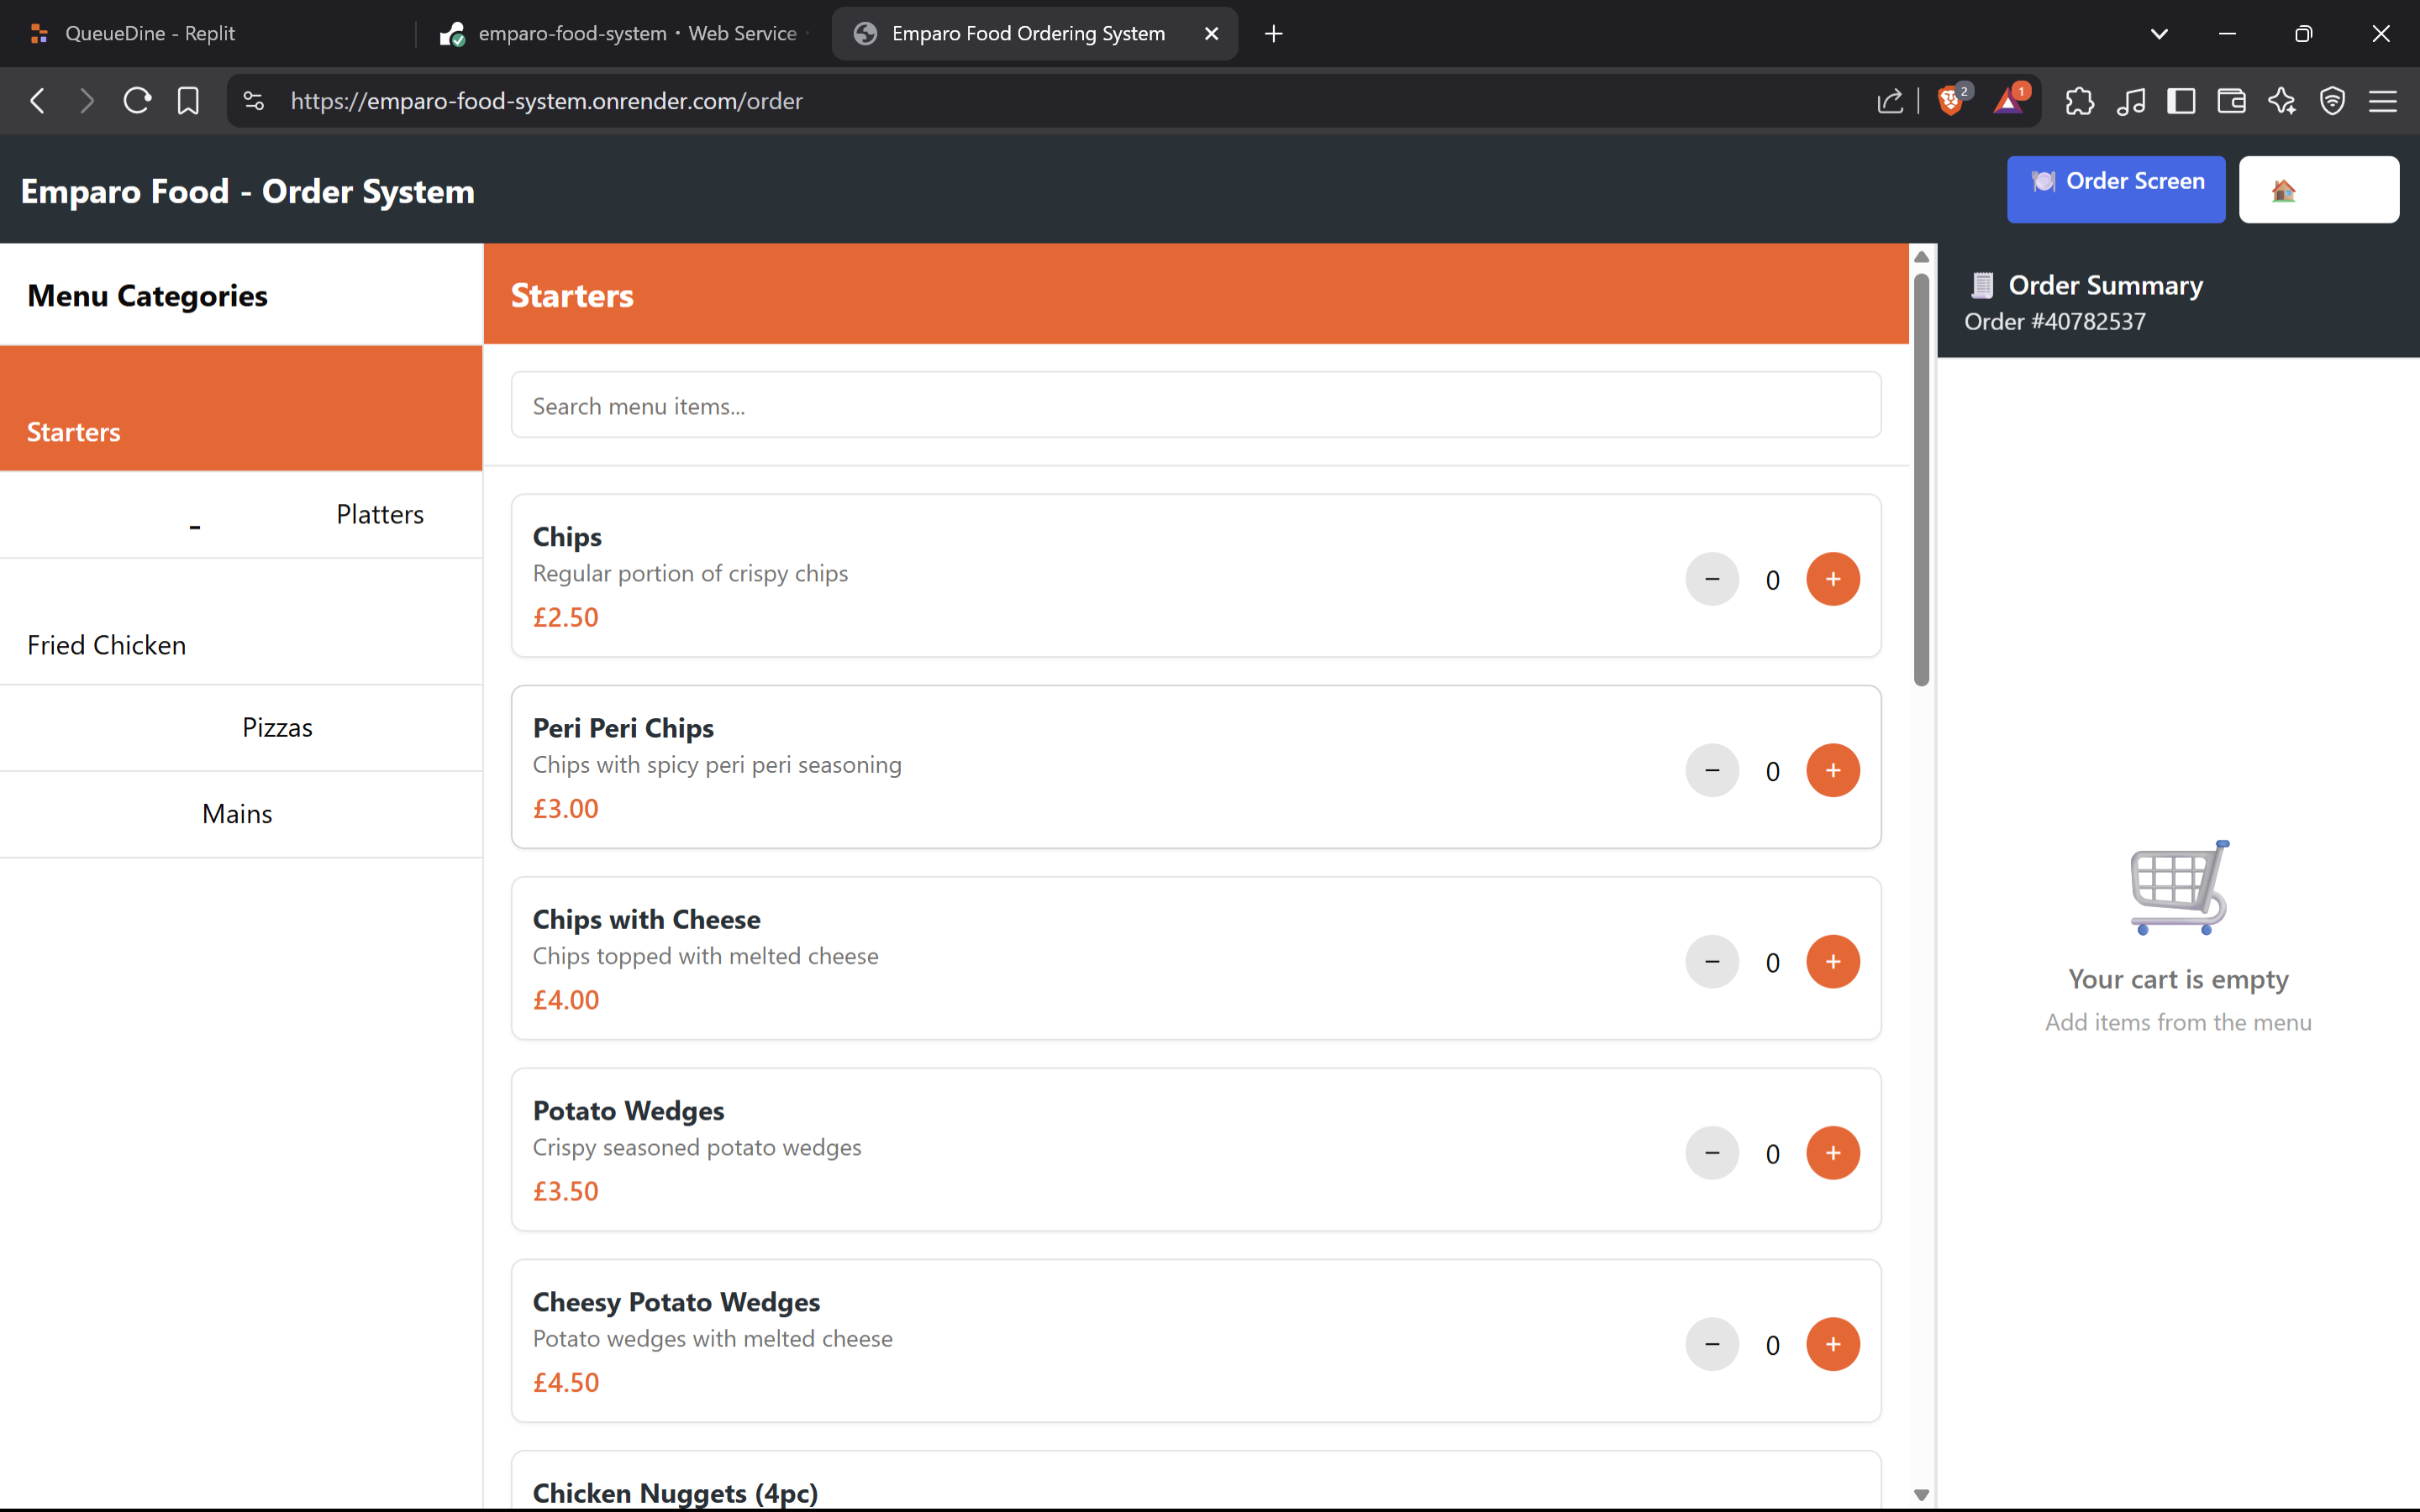 QueueDine - Replit
emparo-food-system • Web Service
Emparo Food Ordering System
https://emparo-food-system.onrender.com/order
2
1
Emparo Food - Order System
Order Screen
Menu Categories
Starters
- Platters
Fried Chicken
Pizzas
Mains
Starters
Search menu items...
Chips
Regular portion of crispy chips
£2.50
− 0 +
Peri Peri Chips
Chips with spicy peri peri seasoning
£3.00
− 0 +
Chips with Cheese
Chips topped with melted cheese
£4.00
− 0 +
Potato Wedges
Crispy seasoned potato wedges
£3.50
− 0 +
Cheesy Potato Wedges
Potato wedges with melted cheese
£4.50
− 0 +
Chicken Nuggets (4pc)
Order Summary
Order #40782537
Your cart is empty
Add items from the menu